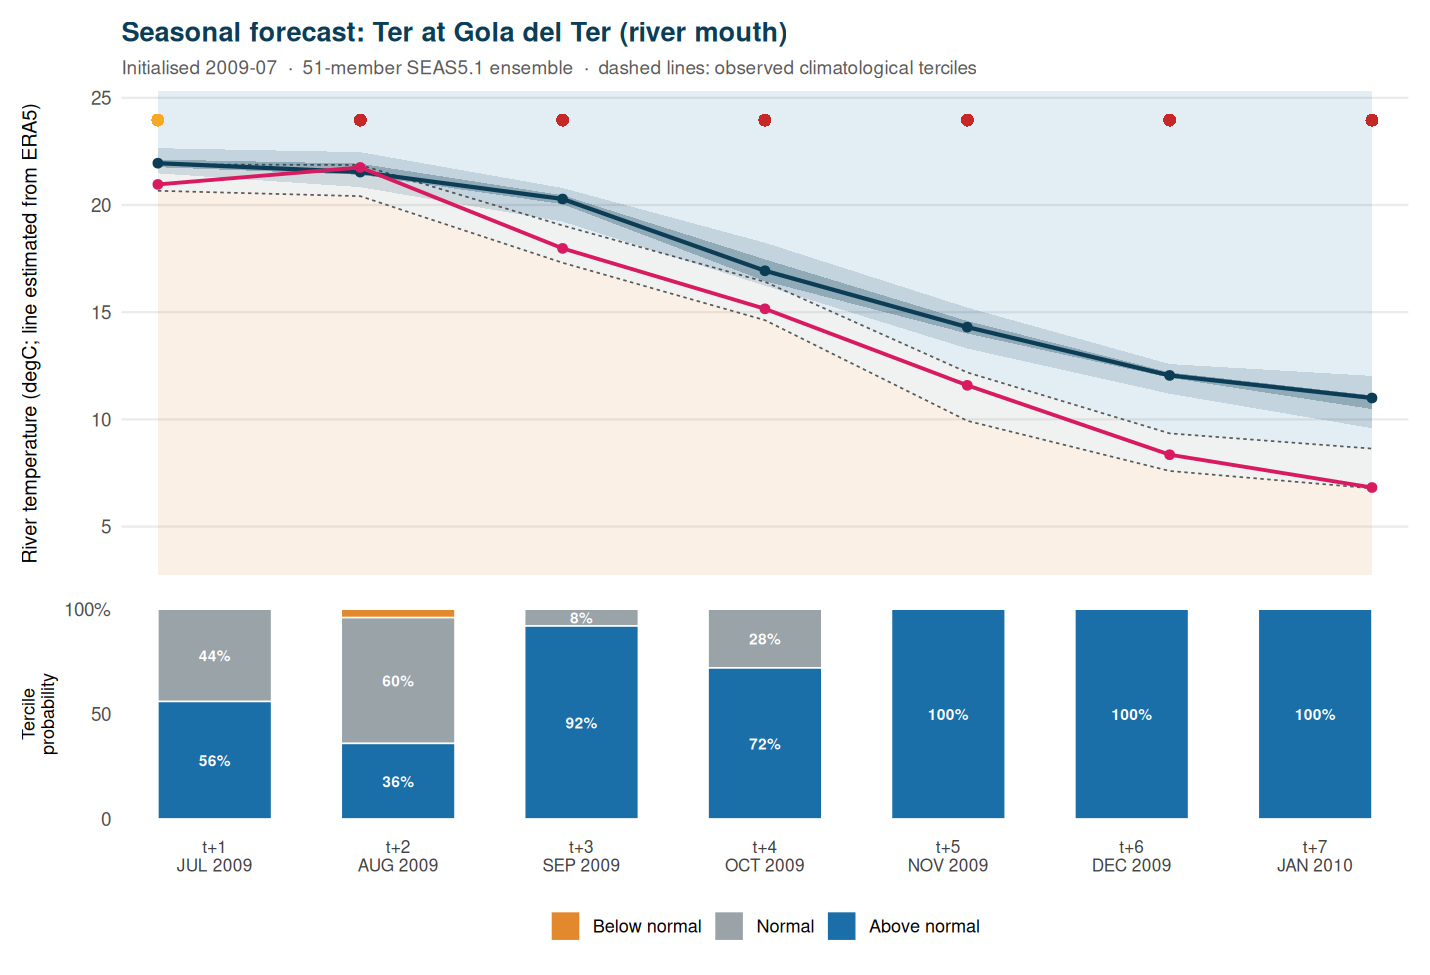 Seasonal forecast: Ter at Gola del Ter (river mouth)
Initialised 2009-07 · 51-member SEAS5.1 ensemble · dashed lines: observed climatological terciles
River temperature (degC; line estimated from ERA5)
25
20
15
10
5
Tercile
probability
100%
50
0
44%
56%
60%
36%
8%
92%
28%
72%
100%
100%
100%
t+1
JUL 2009
t+2
AUG 2009
t+3
SEP 2009
t+4
OCT 2009
t+5
NOV 2009
t+6
DEC 2009
t+7
JAN 2010
Below normal
Normal
Above normal